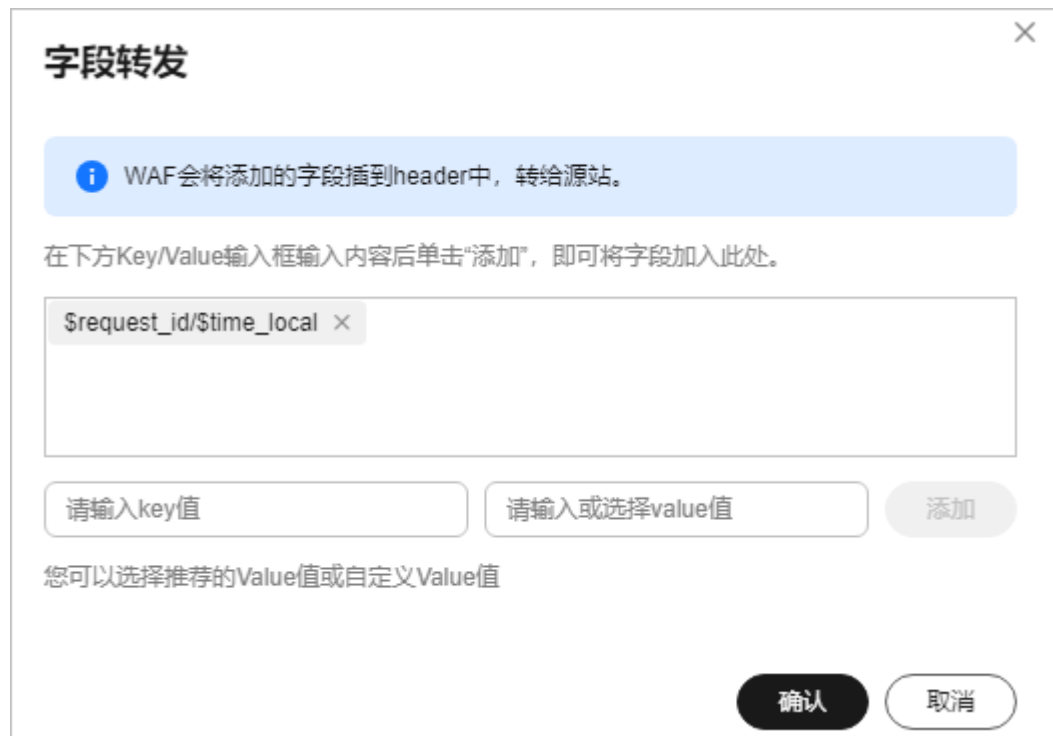 字段转发
WAF会将添加的字段插到header中，转给源站。
在下方Key/Value输入框输入内容后单击“添加”，即可将字段加入此处。
$request_id/$time_local
请输入key值 请输入或选择value值 添加
您可以选择推荐的Value值或自定义Value值
确认 取消